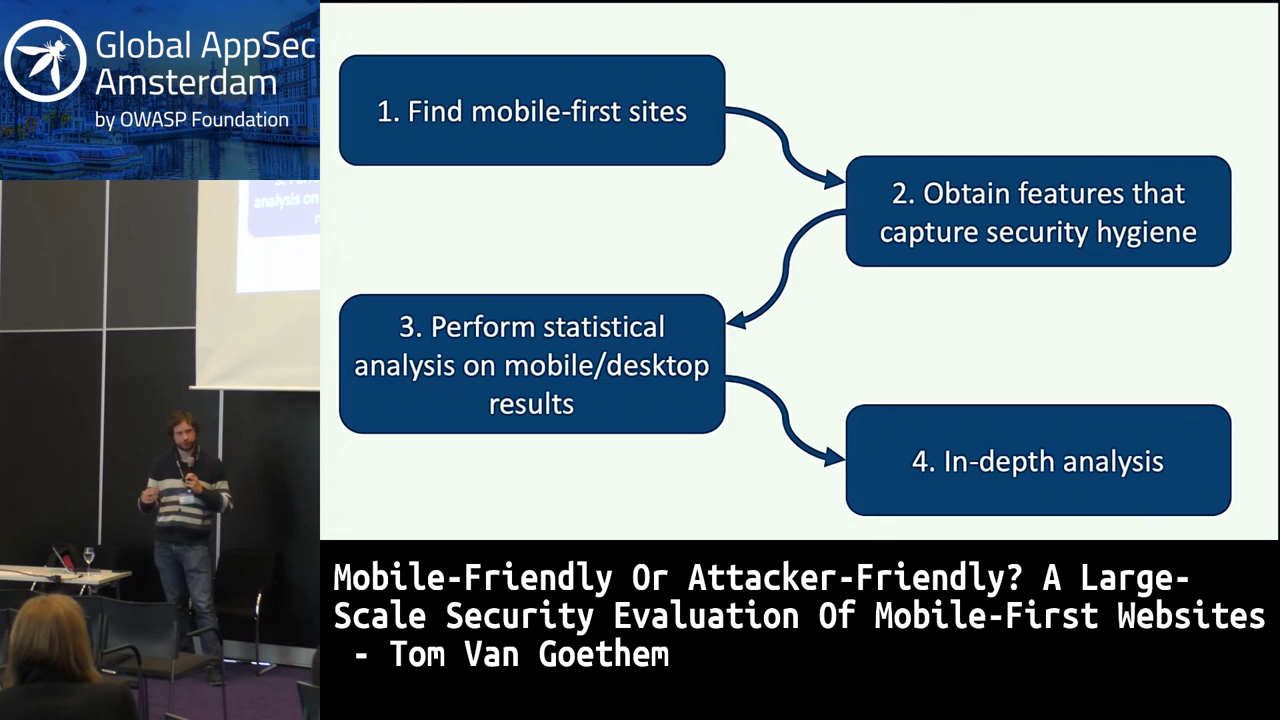 Global AppSec
Amsterdam
by OWASP Foundation
1. Find mobile-first sites
2. Obtain features that
capture security hygiene
3. Perform statistical
analysis on mobile/desktop
results
4. In-depth analysis
analysis on
Mobile-Friendly Or Attacker-Friendly? A Large-
Scale Security Evaluation Of Mobile-First Websites
- Tom Van Goethem